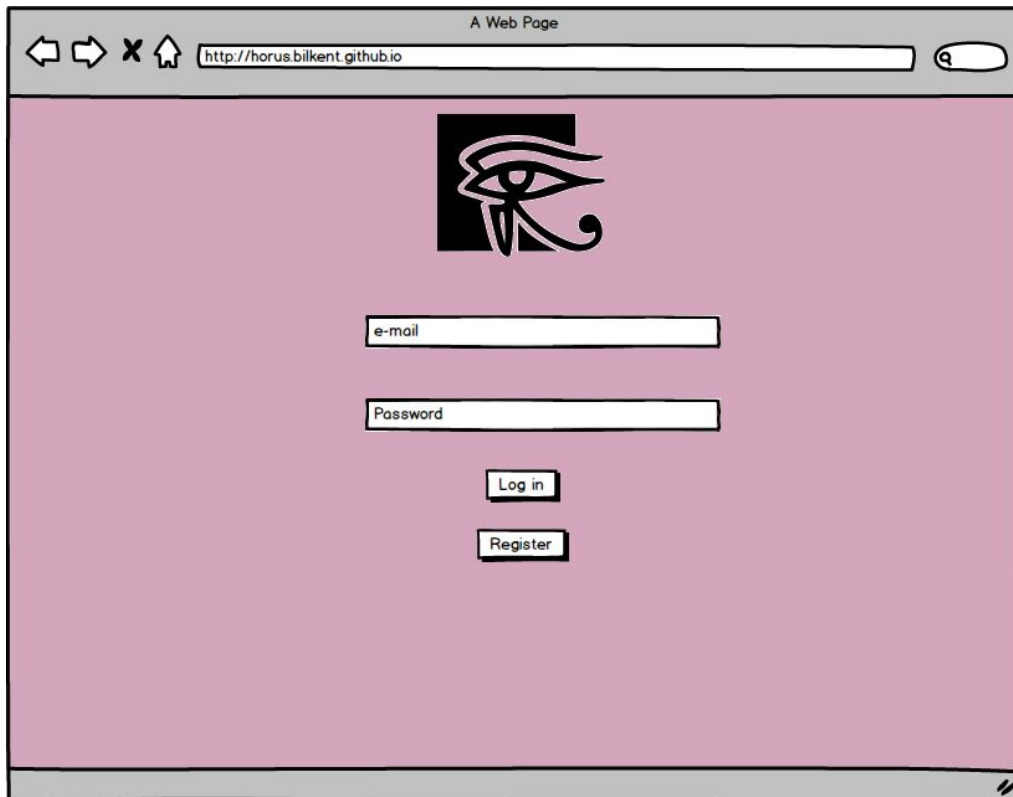 A Web Page
http://horus.bilkent.github.io
e-mail
Password
Log in
Register